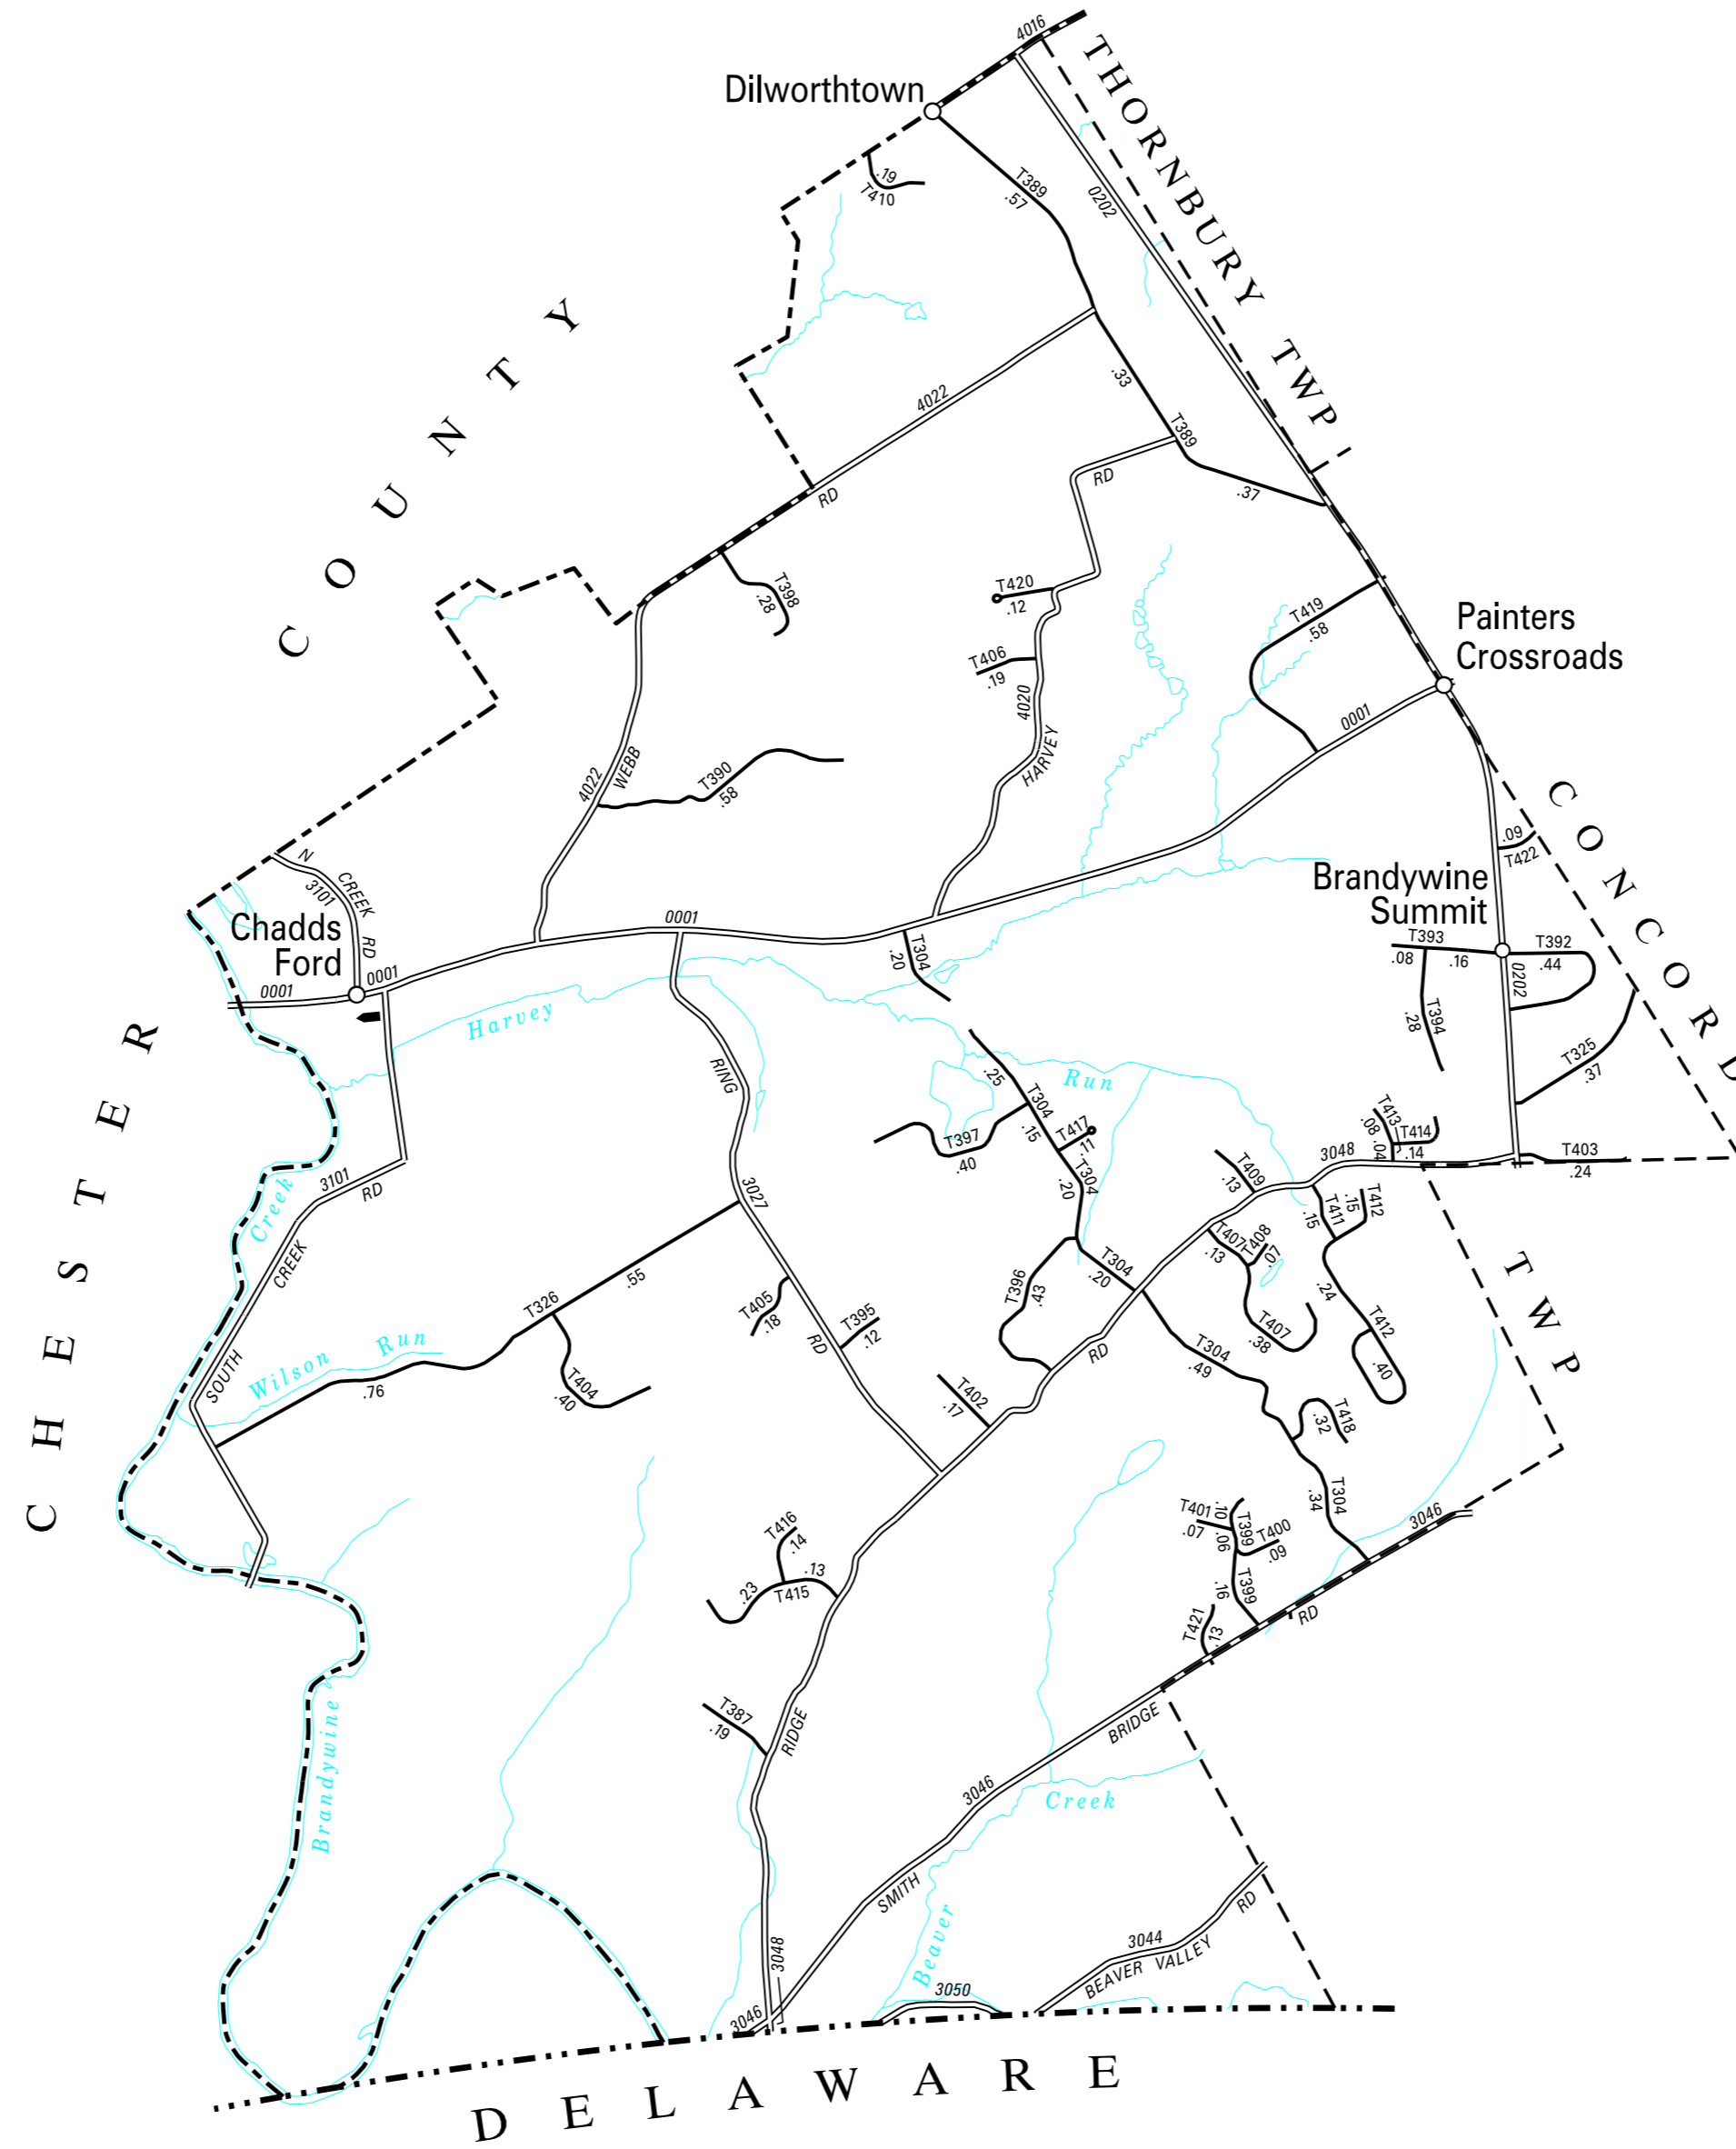 4016
Dilworthtown
THORNBURY TWP
.19
T410
T389
.57
0202
COUNTY
4022
.33
T389
RD
RD
.37
T398
.28
T420
.12
T419
.58
Painters
Crossroads
T406
.19
4020
HARVEY
0001
4022
WEBB
T390
.58
CONCORD
TWP
.09
T422
N
CREEK
RD
3101
Brandywine
Summit
Chadds
Ford
0001
0001
0001
T304
.20
T393
.08
.16
T392
.44
0202
T394
.28
CHESTER
Harvey
Run
RING
.25
T304
.15
T397
.40
T417
.11
T325
.37
T413
.08
.04
T414
.14
3048
T403
.24
T304
.20
T409
.13
3101
RD
Creek
3027
T411
.15
T412
.15
T407
.13
T408
.07
CREEK
.55
T304
.20
T396
.43
T326
T405
.18
T395
.12
RD
RD
.24
T412
.40
T407
.38
T304
.49
Wilson
Run
SOUTH
.76
T404
.40
T402
.17
T418
.32
T304
.34
T401
.07
.10
.06
T399
T400
.09
3046
T416
.14
.13
.23
T415
.16
T399
T421
.13
RD
T387
.19
RIDGE
BRIDGE
Brandywine
3046
Creek
SMITH
Beaver
RD
3044
BEAVER VALLEY
3048
3046
3050
DELAWARE